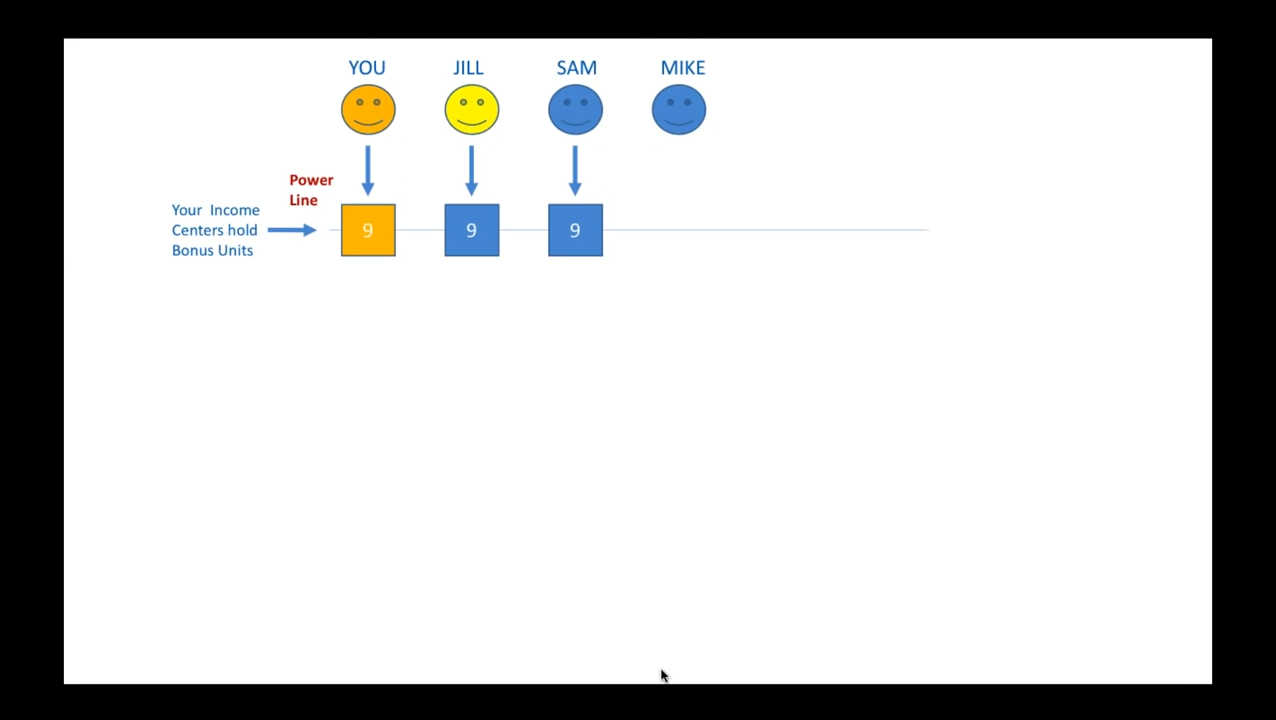 YOU JILL SAM MIKE
Power
Line
Your Income
Centers hold
Bonus Units
9 9 9